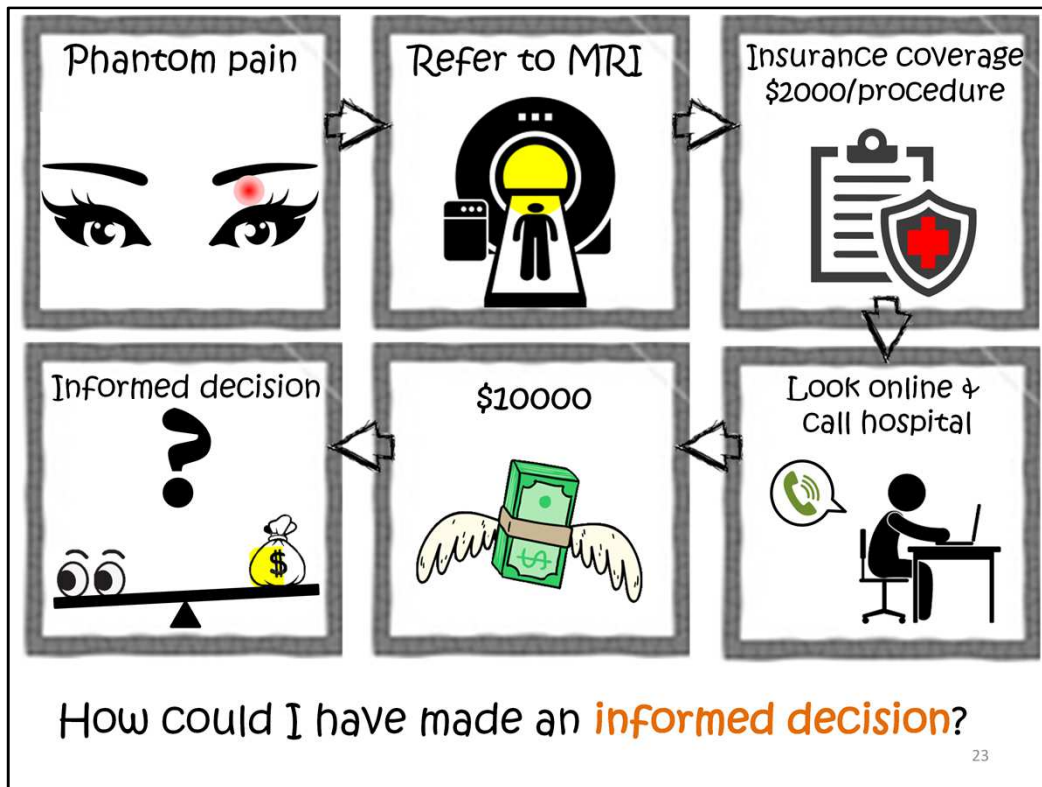 Phantom pain
Refer to MRI
Insurance coverage
$2000/procedure
Look online &
call hospital
$10000
$
Informed decision
?
$
How could I have made an informed decision?
23